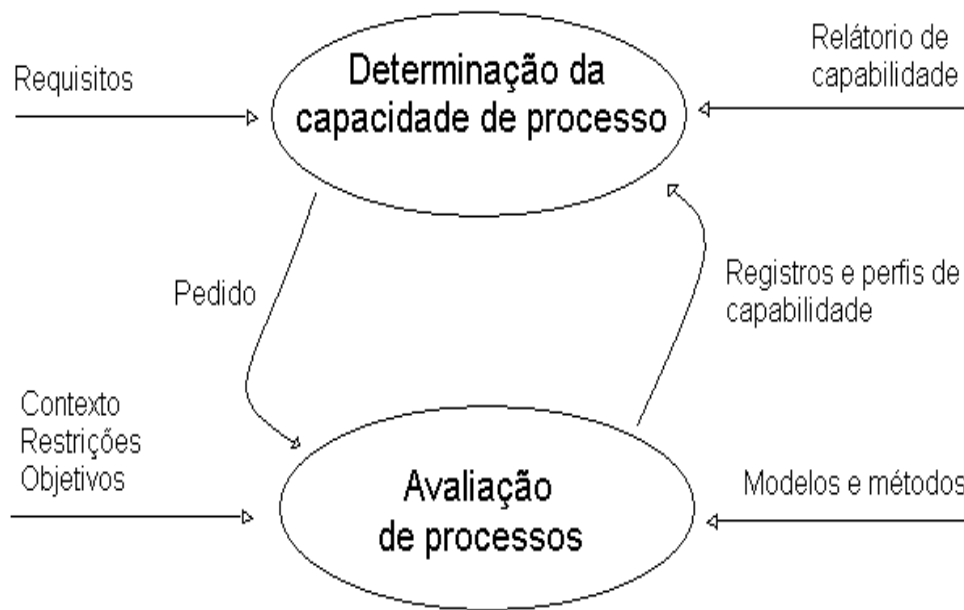 Determinação da
capacidade de processo
Requisitos
Relátorio de
capabilidade
Pedido
Registros e perfis de
capabilidade
Contexto
Restrições
Objetivos
Avaliação
de processos
Modelos e métodos